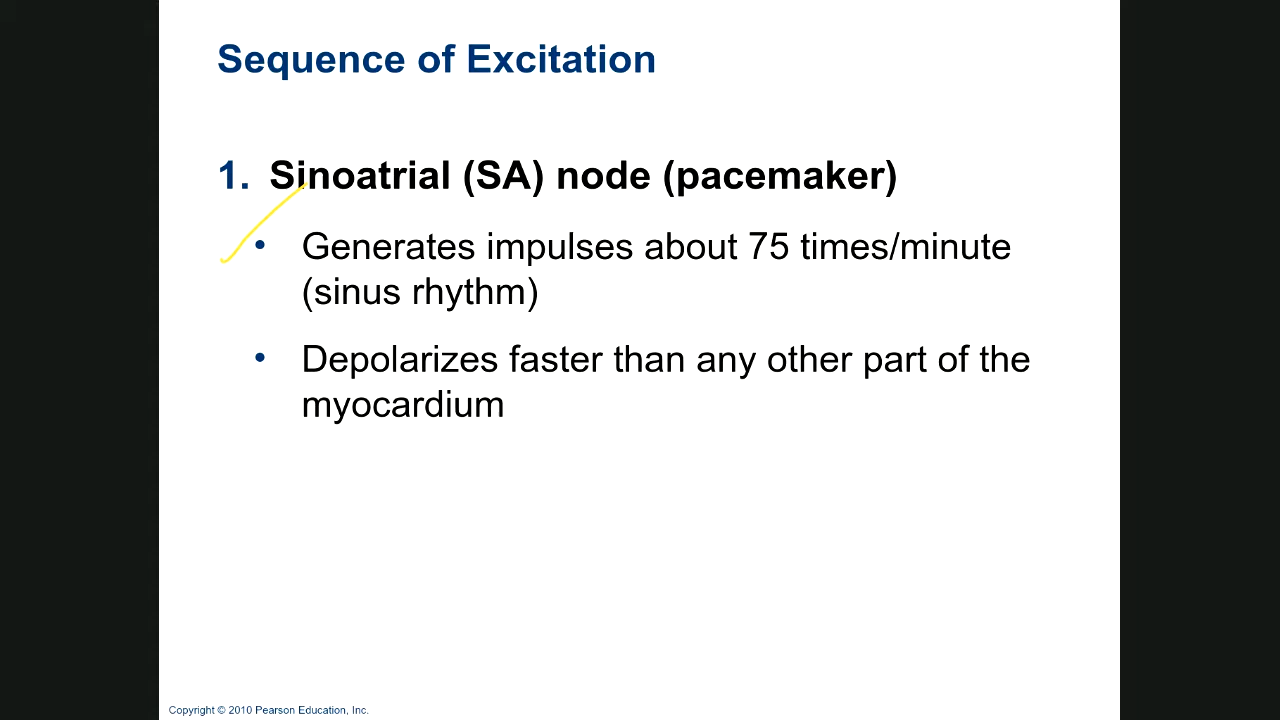 Sequence of Excitation
1. Sinoatrial (SA) node (pacemaker)
• Generates impulses about 75 times/minute
(sinus rhythm)
• Depolarizes faster than any other part of the
myocardium
Copyright © 2010 Pearson Education, Inc.